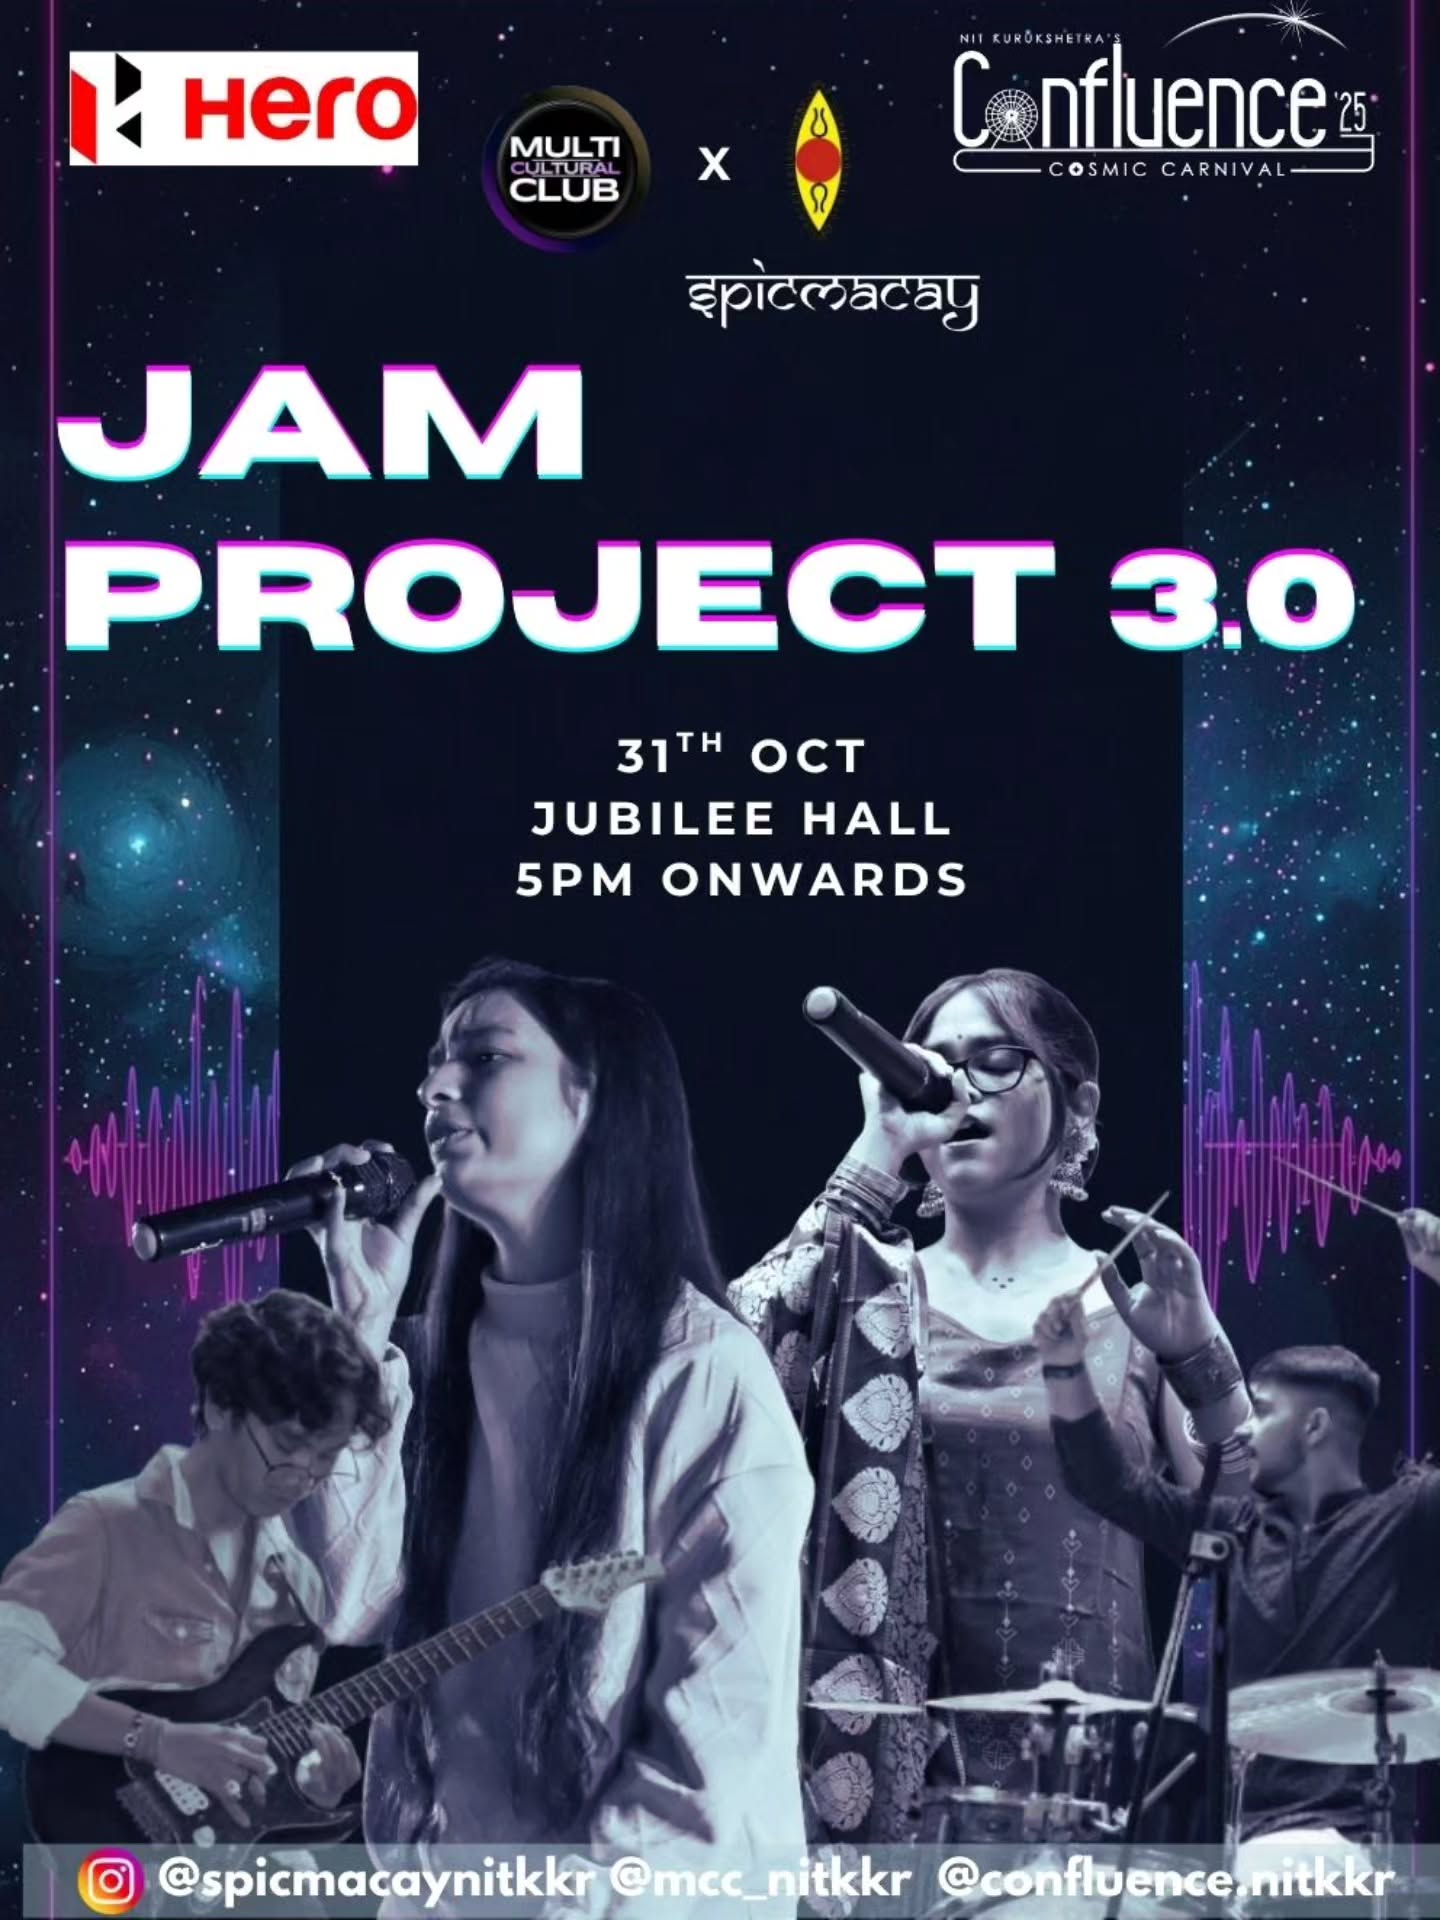 Hero
MULTI
CULTURAL
CLUB
X
spicmacay
NIT KURUKSHETRA'S
Confluence '25
COSMIC CARNIVAL
JAM
PROJECT 3.0
31TH OCT
JUBILEE HALL
5PM ONWARDS
@spicmacaynitkkr @mcc_nitkkr @confluence.nitkkr